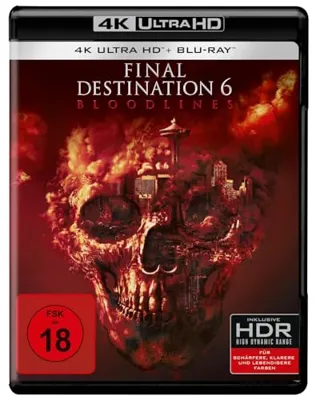 4K ULTRA HD
4K ULTRA HD + BLU-RAY
FINAL
DESTINATION 6
BLOODLINES
FSK
ab
18
INKLUSIVE
HDR
HIGH DYNAMIC RANGE
FÜR
SCHÄRFERE, KLARERE
UND LEBENDIGERE
FARBEN